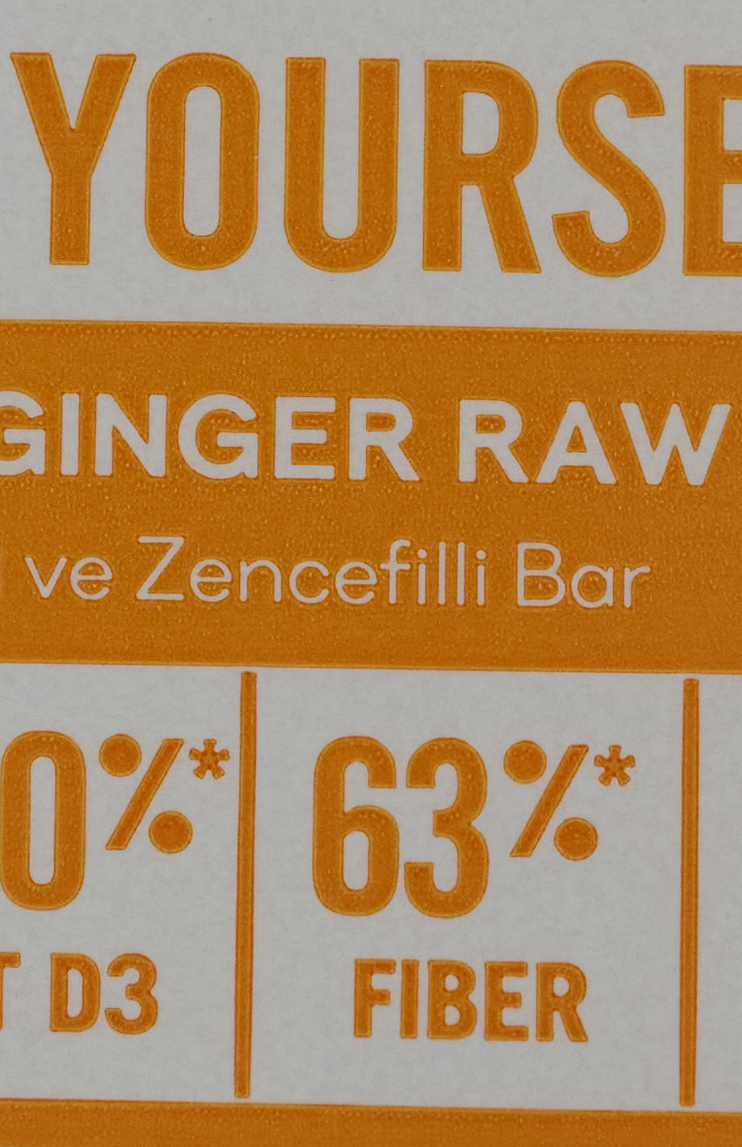 YOURSE
GINGER RAW
ve Zencefilli Bar
0%* 63%*
T D3 FIBER